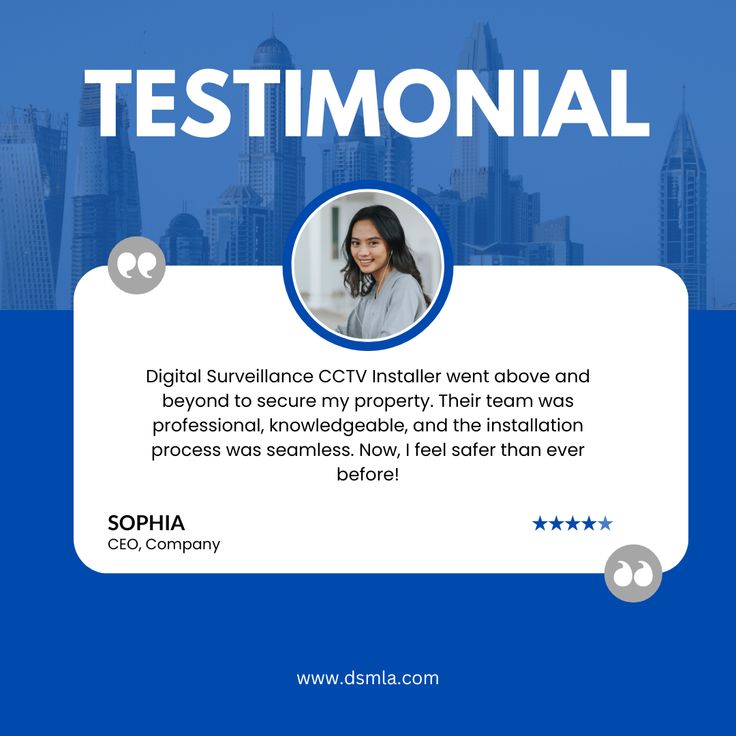 TESTIMONIAL
Digital Surveillance CCTV Installer went above and
beyond to secure my property. Their team was
professional, knowledgeable, and the installation
process was seamless. Now, I feel safer than ever
before!
SOPHIA
CEO, Company
www.dsmla.com